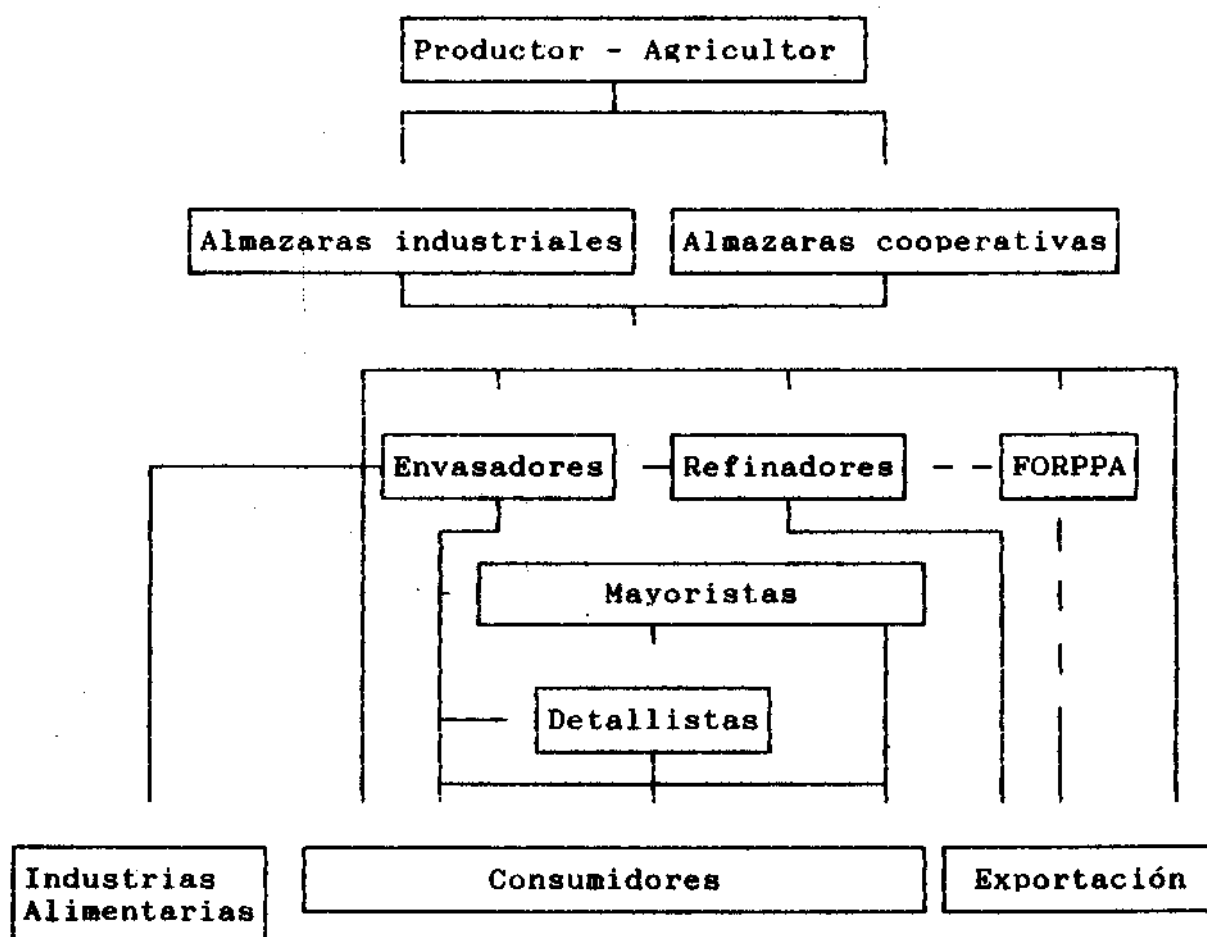 Productor - Agricultor
Almazaras industriales
Almazaras cooperativas
Envasadores
Refinadores
FORPPA
Mayoristas
Detallistas
Industrias
Alimentarias
Consumidores
Exportación